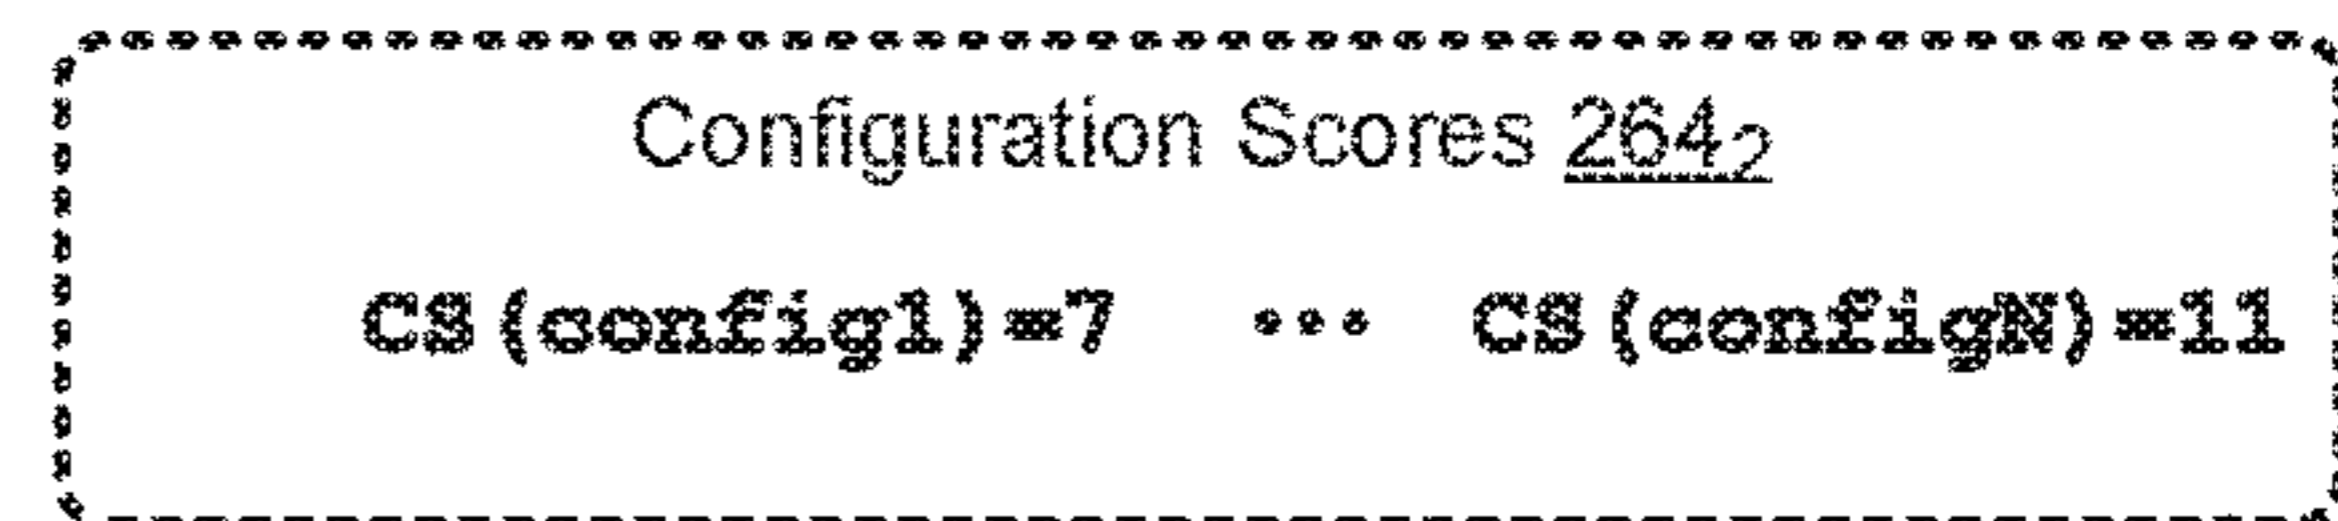 Configuration Scores 264₂
CS(config1)=7 ••• CS(configN)=11